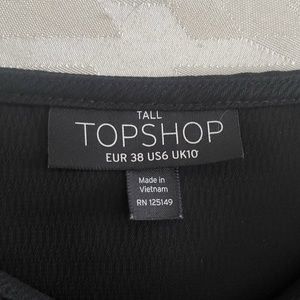 TALL
TOPSHOP
EUR 38 US6 UK10
Made in
Vietnam
RN 125149